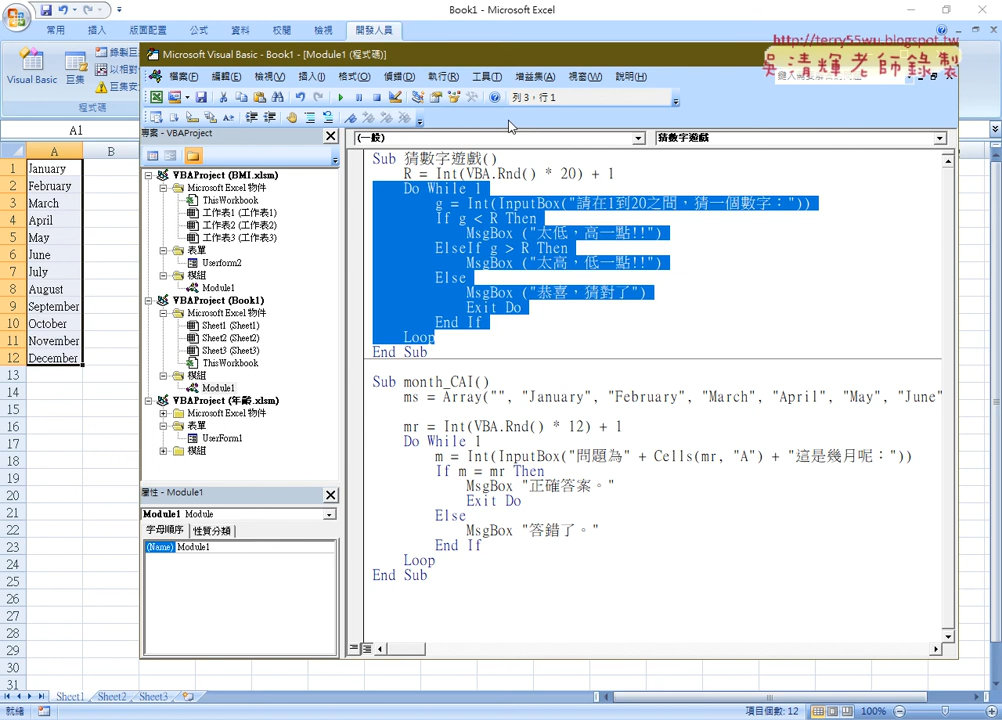 Book1 - Microsoft Excel
常用 插入 版面配置 公式 資料 校閱 檢視 開發人員
http://terry55wu.blogspot.tw
吳清輝老師錄製
Visual Basic 巨集 錄製巨 以相對 巨集安
程式碼
Microsoft Visual Basic - Book1 - [Module1 (程式碼)]
檔案(F) 編輯(E) 檢視(V) 插入(I) 格式(O) 偵錯(D) 執行(R) 工具(T) 增益集(A) 視窗(W) 說明(H)
列 3，行 1
A1
專案 - VBAProject
(一般) 猜數字遊戲
A B
1 January
2 February
3 March
4 April
5 May
6 June
7 July
8 August
9 September
10 October
11 November
12 December
13
14
15
16
17
18
19
20
21
22
23
24
25
26
27
28
29
30
31
VBAProject (BMI.xlsm)
Microsoft Excel 物件
ThisWorkbook
工作表1 (工作表1)
工作表2 (工作表2)
工作表3 (工作表3)
表單
Userform2
模組
Module1
VBAProject (Book1)
Microsoft Excel 物件
Sheet1 (Sheet1)
Sheet2 (Sheet2)
Sheet3 (Sheet3)
ThisWorkbook
模組
Module1
VBAProject (年齡.xlsm)
Microsoft Excel 物件
表單
UserForm1
模組
屬性 - Module1
Module1 Module
字母順序 性質分類
(Name) Module1
Sub 猜數字遊戲()
R = Int(VBA.Rnd() * 20) + 1
Do While 1
g = Int(InputBox("請在1到20之間，猜一個數字："))
If g < R Then
MsgBox ("太低，高一點!!")
ElseIf g > R Then
MsgBox ("太高，低一點!!")
Else
MsgBox ("恭喜，猜對了")
Exit Do
End If
Loop
End Sub
Sub month_CAI()
ms = Array("", "January", "February", "March", "April", "May", "June"
mr = Int(VBA.Rnd() * 12) + 1
Do While 1
m = Int(InputBox("問題為" + Cells(mr, "A") + "這是幾月呢："))
If m = mr Then
MsgBox "正確答案。"
Exit Do
Else
MsgBox "答錯了。"
End If
Loop
End Sub
Sheet1 Sheet2 Sheet3
就緒 項目個數: 12 100%